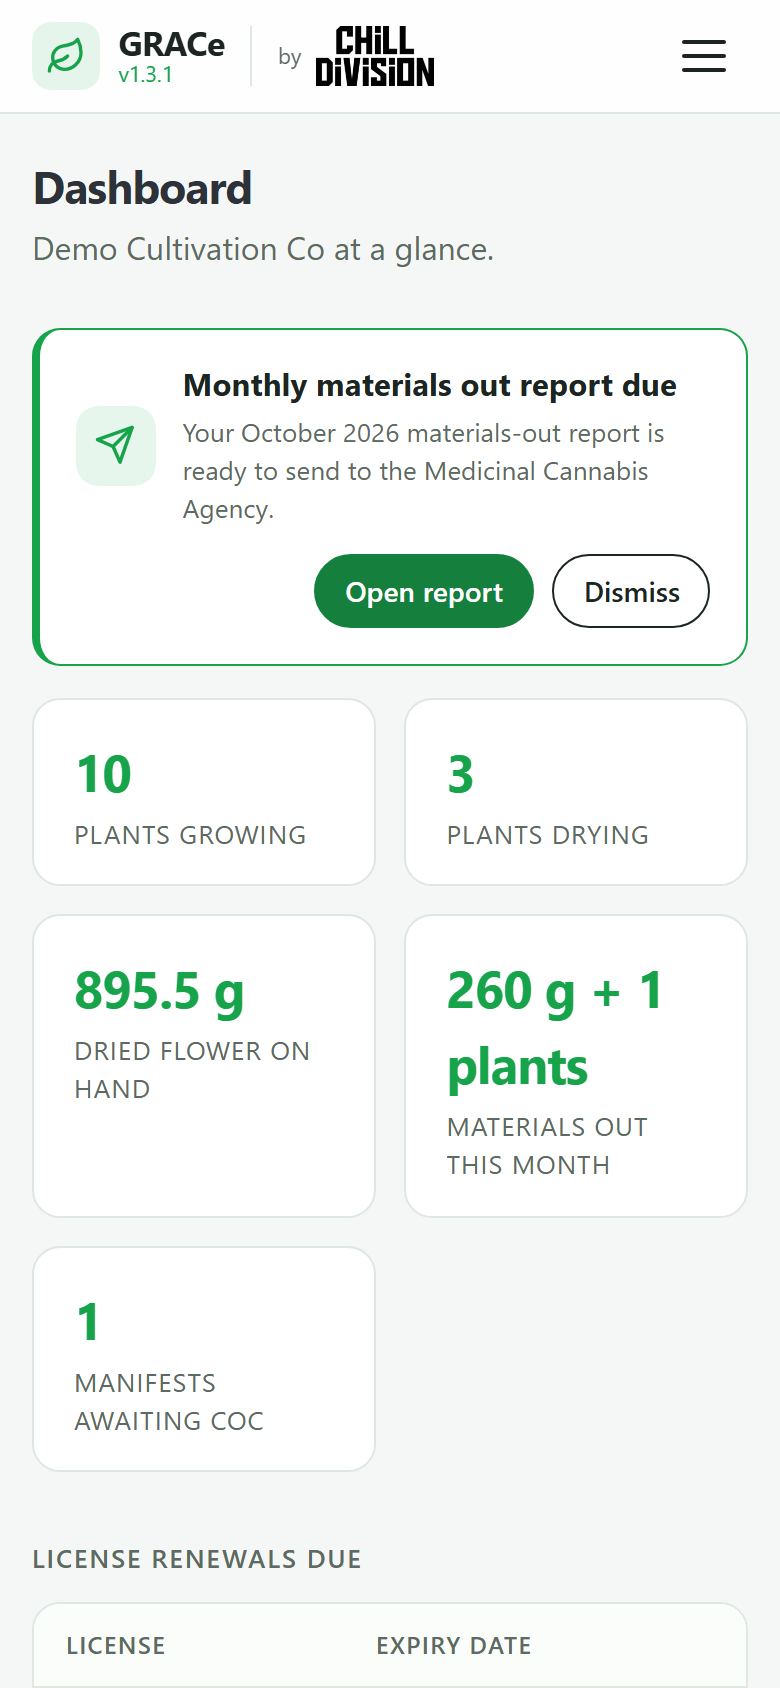 GRACe
v1.3.1
by
CHiLL
DiViSiON
Dashboard
Demo Cultivation Co at a glance.
Monthly materials out report due
Your October 2026 materials-out report is
ready to send to the Medicinal Cannabis
Agency.
Open report
Dismiss
10
PLANTS GROWING
3
PLANTS DRYING
895.5 g
DRIED FLOWER ON
HAND
260 g + 1
plants
MATERIALS OUT
THIS MONTH
1
MANIFESTS
AWAITING COC
LICENSE RENEWALS DUE
LICENSE
EXPIRY DATE